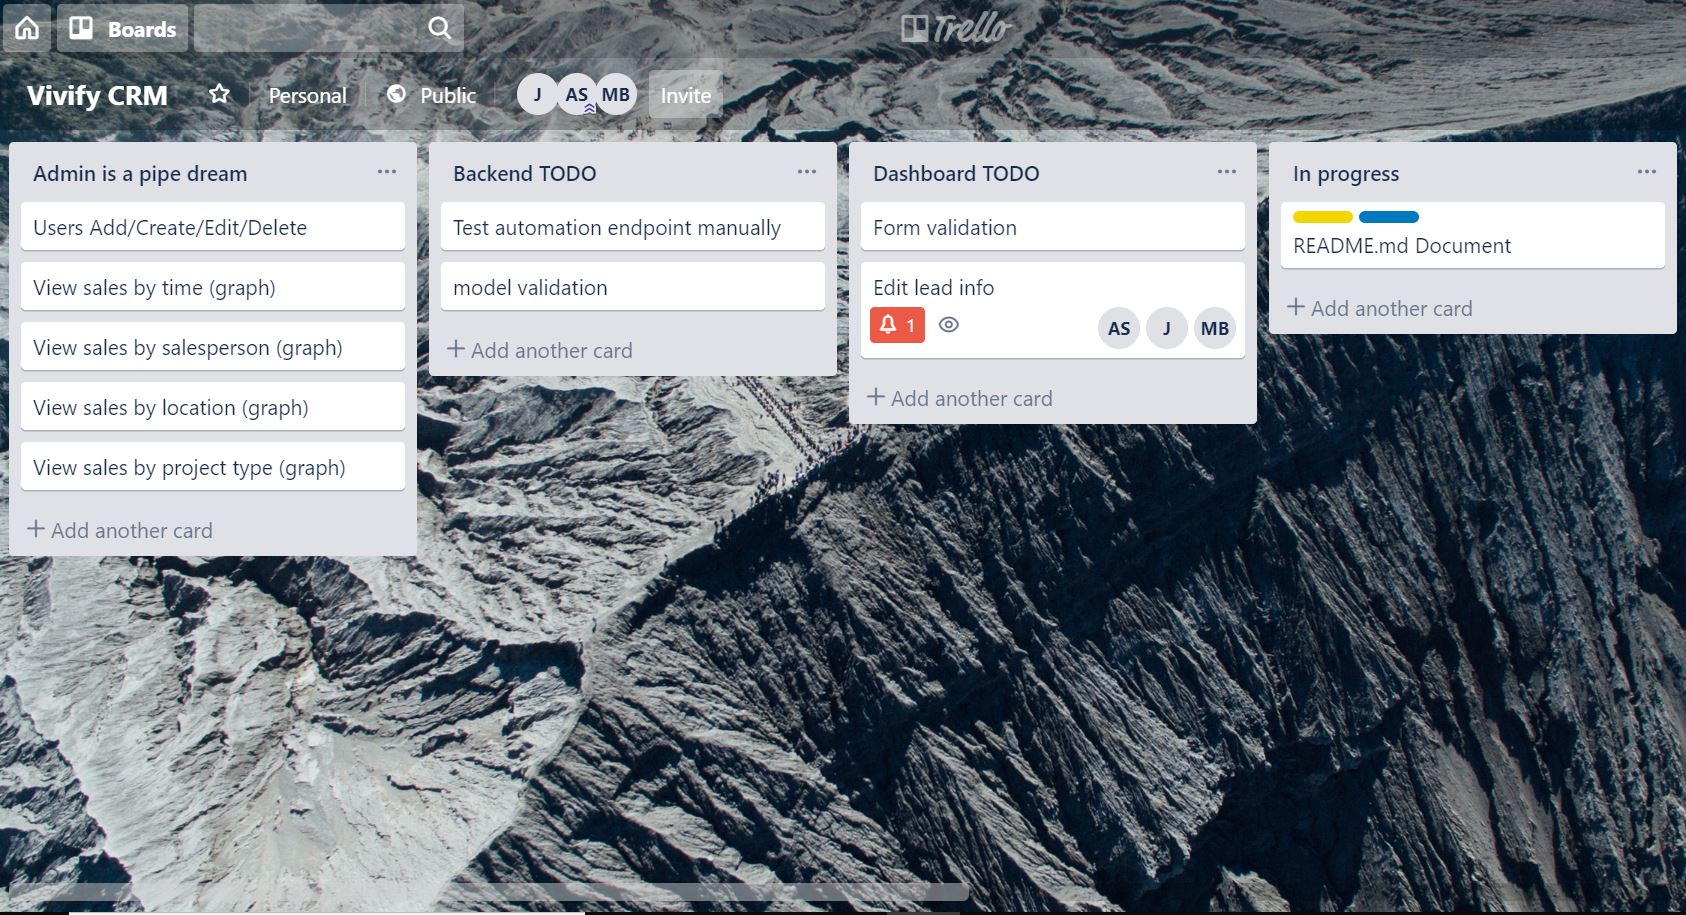 Boards
Trello
Vivify CRM
Personal
Public
J
AS
MB
Invite
Admin is a pipe dream
Users Add/Create/Edit/Delete
View sales by time (graph)
View sales by salesperson (graph)
View sales by location (graph)
View sales by project type (graph)
Add another card
Backend TODO
Test automation endpoint manually
model validation
Add another card
Dashboard TODO
Form validation
Edit lead info
1
AS
J
MB
Add another card
In progress
README.md Document
Add another card